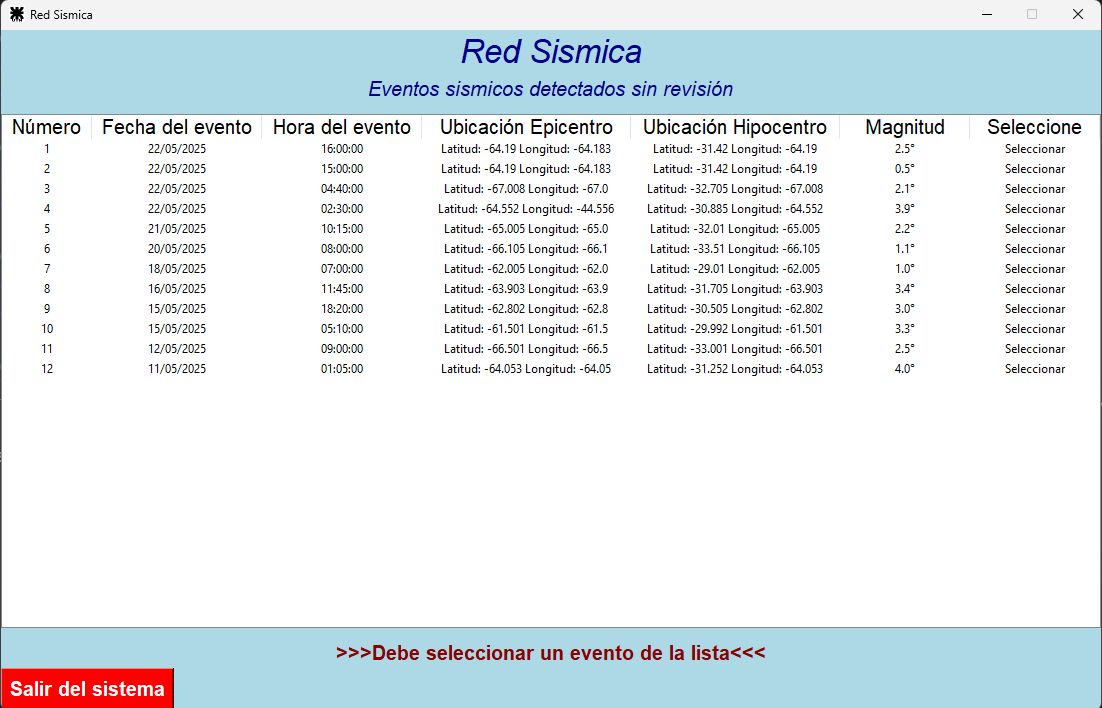 Red Sismica
Red Sismica
Eventos sismicos detectados sin revisión
Número Fecha del evento Hora del evento Ubicación Epicentro Ubicación Hipocentro Magnitud Seleccione
1 22/05/2025 16:00:00 Latitud: -64.19 Longitud: -64.183 Latitud: -31.42 Longitud: -64.19 2.5° Seleccionar
2 22/05/2025 15:00:00 Latitud: -64.19 Longitud: -64.183 Latitud: -31.42 Longitud: -64.19 0.5° Seleccionar
3 22/05/2025 04:40:00 Latitud: -67.008 Longitud: -67.0 Latitud: -32.705 Longitud: -67.008 2.1° Seleccionar
4 22/05/2025 02:30:00 Latitud: -64.552 Longitud: -44.556 Latitud: -30.885 Longitud: -64.552 3.9° Seleccionar
5 21/05/2025 10:15:00 Latitud: -65.005 Longitud: -65.0 Latitud: -32.01 Longitud: -65.005 2.2° Seleccionar
6 20/05/2025 08:00:00 Latitud: -66.105 Longitud: -66.1 Latitud: -33.51 Longitud: -66.105 1.1° Seleccionar
7 18/05/2025 07:00:00 Latitud: -62.005 Longitud: -62.0 Latitud: -29.01 Longitud: -62.005 1.0° Seleccionar
8 16/05/2025 11:45:00 Latitud: -63.903 Longitud: -63.9 Latitud: -31.705 Longitud: -63.903 3.4° Seleccionar
9 15/05/2025 18:20:00 Latitud: -62.802 Longitud: -62.8 Latitud: -30.505 Longitud: -62.802 3.0° Seleccionar
10 15/05/2025 05:10:00 Latitud: -61.501 Longitud: -61.5 Latitud: -29.992 Longitud: -61.501 3.3° Seleccionar
11 12/05/2025 09:00:00 Latitud: -66.501 Longitud: -66.5 Latitud: -33.001 Longitud: -66.501 2.5° Seleccionar
12 11/05/2025 01:05:00 Latitud: -64.053 Longitud: -64.05 Latitud: -31.252 Longitud: -64.053 4.0° Seleccionar
>>>Debe seleccionar un evento de la lista<<<
Salir del sistema